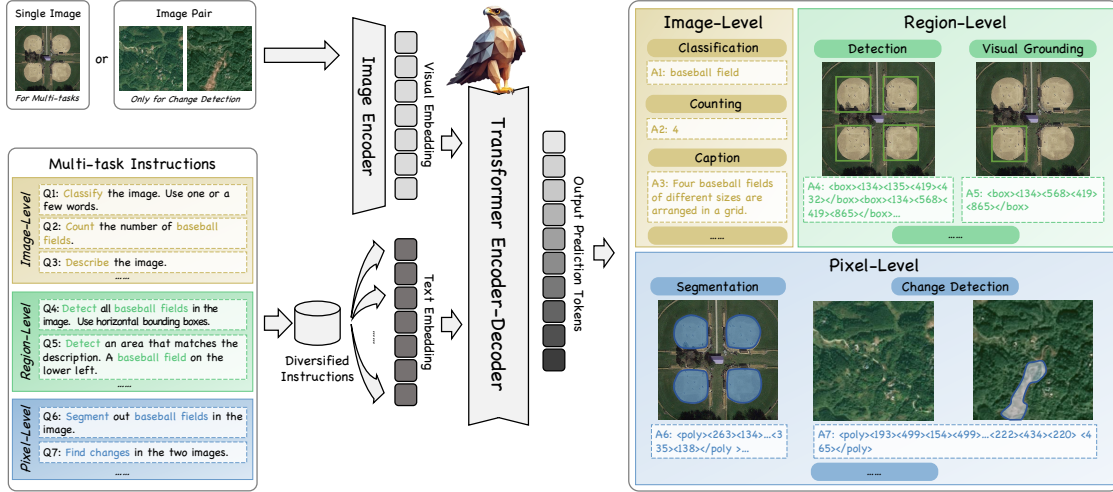 Single Image
For Multi-tasks
or
Image Pair
Only for Change Detection
Multi-task Instructions
Image-Level
Q1: Classify the image. Use one or a
few words.
Q2: Count the number of baseball
fields.
Q3: Describe the image.
……
Region-Level
Q4: Detect all baseball fields in the
image. Use horizontal bounding boxes.
Q5: Detect an area that matches the
description. A baseball field on the
lower left.
……
Pixel-Level
Q6: Segment out baseball fields in the
image.
Q7: Find changes in the two images.
……
Image Encoder
Visual Embedding
Diversified
Instructions
……
Text Embedding
Transformer Encoder-Decoder
Output Prediction Tokens
Image-Level
Classification
A1: baseball field
Counting
A2: 4
Caption
A3: Four baseball fields
of different sizes are
arranged in a grid.
……
Region-Level
Detection
A4: <box><134><135><419><4
32></box><box><134><568><
419><865></box>…
Visual Grounding
A5: <box><134><568><419>
<865></box>
……
Pixel-Level
Segmentation
A6: <poly><263><134>…<3
35><138></poly >…
Change Detection
A7: <poly><193><499><154><499>…<222><434><220> <4
65></poly>
……